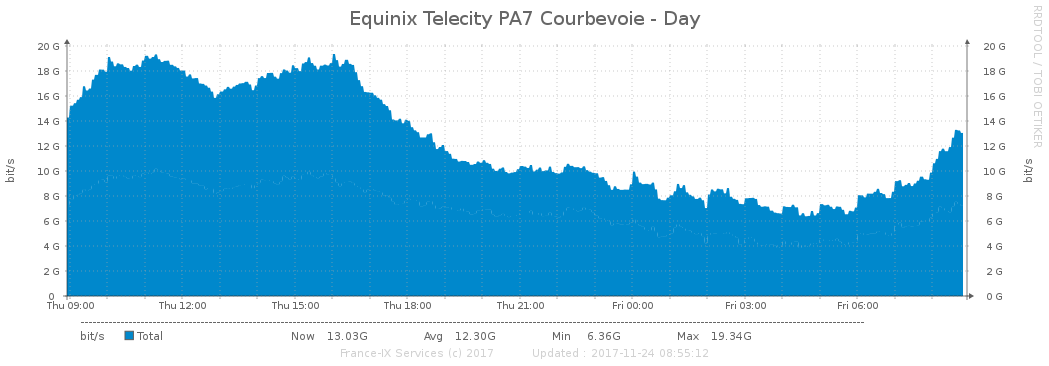 Equinix Telecity PA7 Courbevoie - Day
RRDTOOL / TOBI OETIKER
bit/s
20 G 20 G
18 G 18 G
16 G 16 G
14 G 14 G
12 G 12 G
10 G 10 G
8 G 8 G
6 G 6 G
4 G 4 G
2 G 2 G
0 0 G
bit/s
Thu 09:00 Thu 12:00 Thu 15:00 Thu 18:00 Thu 21:00 Fri 00:00 Fri 03:00 Fri 06:00
bit/s Total Now 13.03G Avg 12.30G Min 6.36G Max 19.34G
France-IX Services (c) 2017 Updated : 2017-11-24 08:55:12